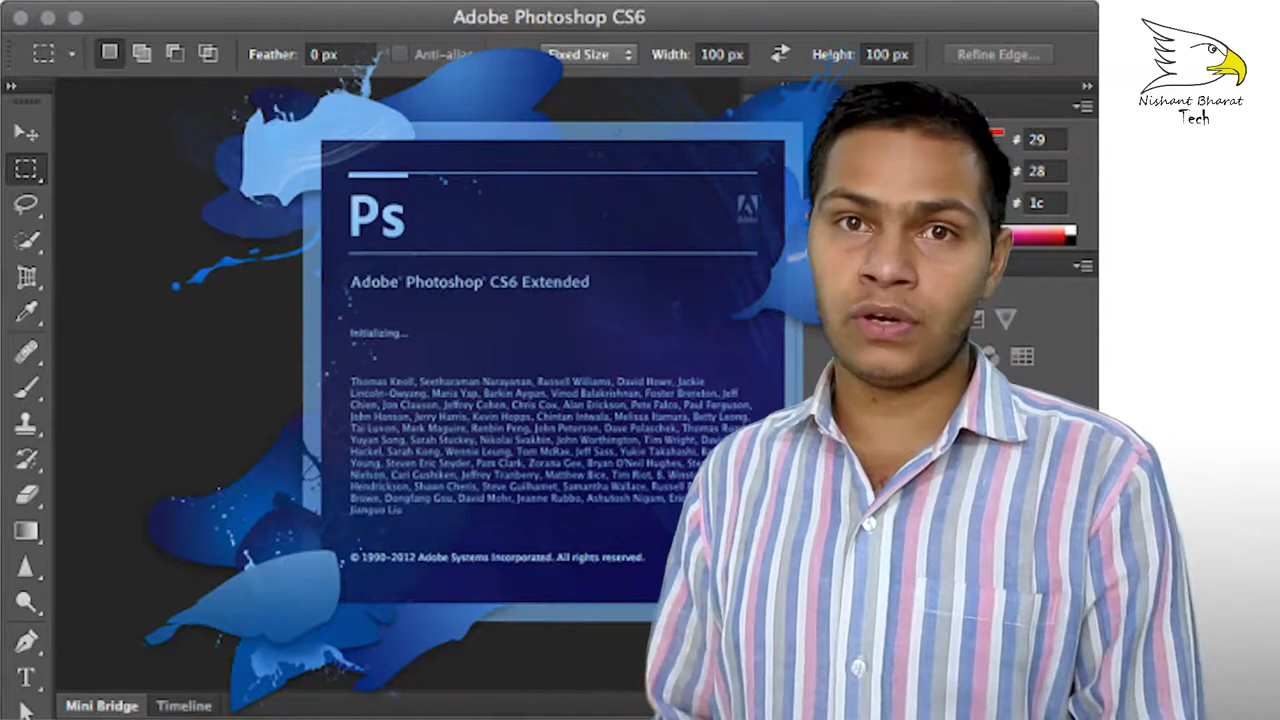 Adobe Photoshop CS6
Feather: 0 px Anti-alias Fixed Size Width: 100 px Height: 100 px Refine Edge...
Nishant Bharat
Tech
# 29
# 28
# 1c
Ps
Adobe
Adobe® Photoshop® CS6 Extended
Initializing...
Thomas Knoll, Seetharaman Narayanan, Russell Williams, David Howe, Jackie
Lincoln-Owyang, Maria Yap, Barkin Aygun, Vinod Balakrishnan, Foster Brereton, Jeff
Chien, Jon Clauson, Jeffrey Cohen, Chris Cox, Alan Erickson, Pete Falco, Paul Ferguson,
John Hanson, Jerry Harris, Kevin Hopps, Chintan Intwala, Melissa Itamura, Betty Leong,
Tai Luxon, Mark Maguire, Renbin Peng, John Peterson, Dave Polaschek, Thomas
Yuyan Song, Sarah Stuckey, Nikolai Svakhin, John Worthington, Tim Wright,
Hackel, Sarah Kong, Wennie Leung, Tom McRae, Jeff Sass, Yukie Takahashi,
Young, Steven Eric Snyder, Pam Clark, Zorana Gee, Bryan O'Neil Hughes,
Nielsen, Cari Gushiken, Jeffrey Tranberry, Matthew Bice, Tim Riot, B. Winston
Hendrickson, Shawn Cheris, Steve Guilhamet, Samantha Wallace, Russell
Brown, Dongfang Gou, David Mohr, Jeanne Rubbo, Ashutosh Nigam, Eric
Jianguo Liu
© 1990-2012 Adobe Systems Incorporated. All rights reserved.
T
Mini Bridge Timeline